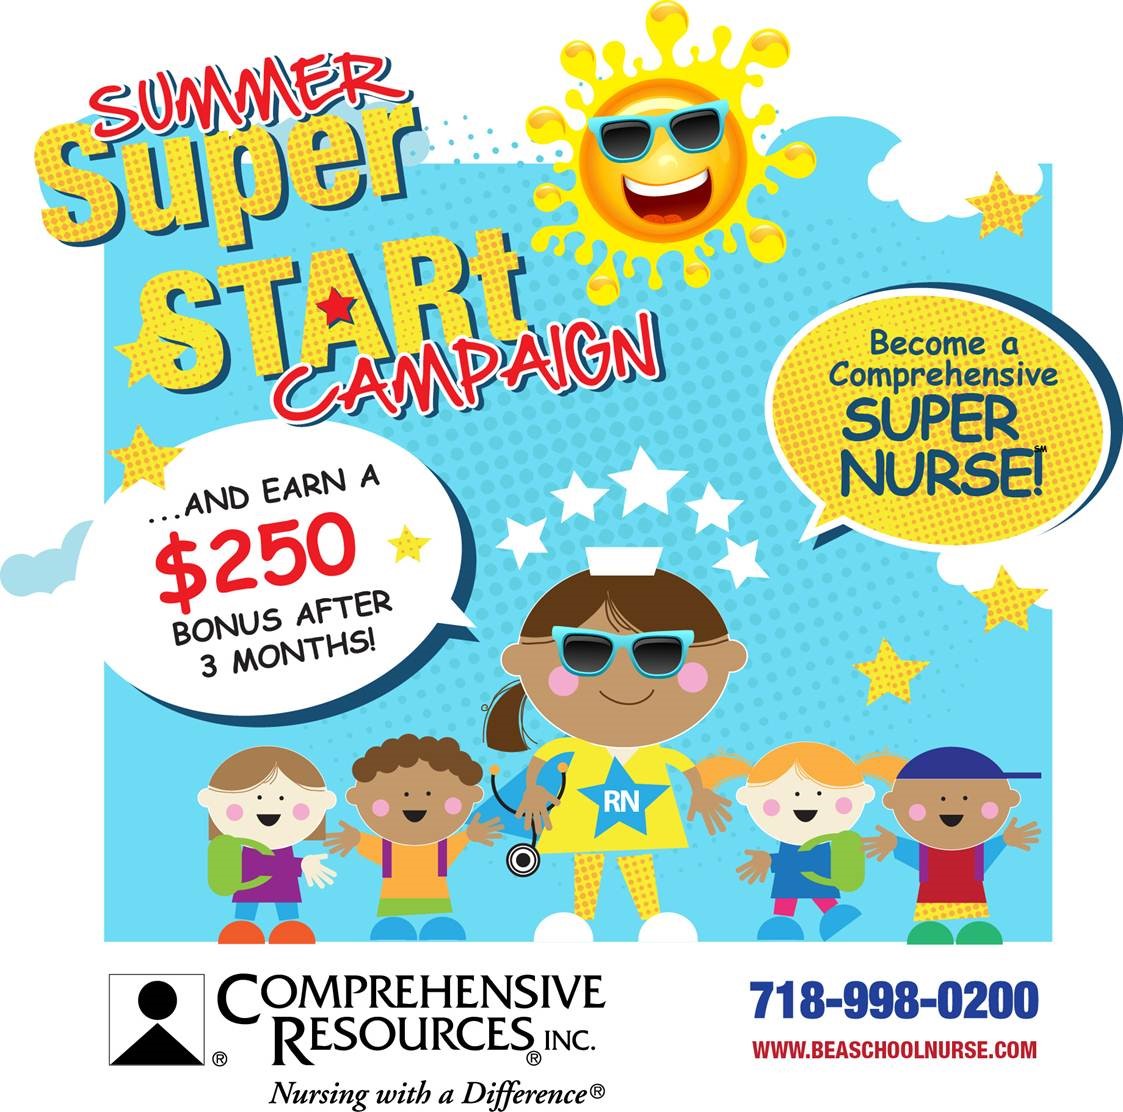 SUMMER
Super
STARt
CAMPAIGN
Become a
Comprehensive
SUPER
NURSE!℠
...AND EARN A
$250
BONUS AFTER
3 MONTHS!
RN
COMPREHENSIVE
RESOURCES INC.
®
®
Nursing with a Difference®
718-998-0200
WWW.BEASCHOOLNURSE.COM